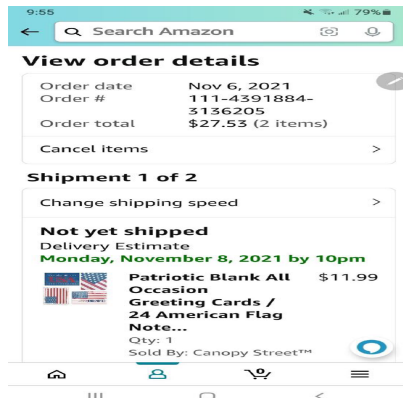 9:55
79%
Search Amazon
View order details
Order date Nov 6, 2021
Order # 111-4391884-
3136205
Order total $27.53 (2 items)
Cancel items >
Shipment 1 of 2
Change shipping speed >
Not yet shipped
Delivery Estimate
Monday, November 8, 2021 by 10pm
Patriotic Blank All $11.99
Occasion
Greeting Cards /
24 American Flag
Note...
Qty: 1
Sold By: Canopy Street™
0